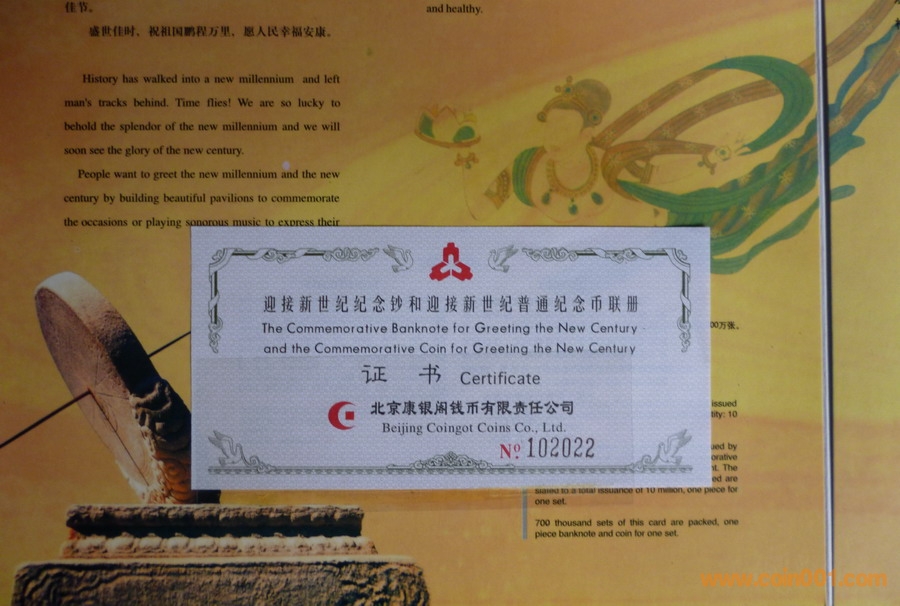 佳节。
盛世佳时，祝祖国鹏程万里，愿人民幸福安康。
History has walked into a new millennium and left
man's tracks behind. Time flies! We are so lucky to
behold the splendor of the new millennium and we will
soon see the glory of the new century.
People want to greet the new millennium and the new
century by building beautiful pavilions to commemorate
the occasions or playing sonorous music to express their
and healthy.
迎接新世纪纪念钞和迎接新世纪普通纪念币联册
The Commemorative Banknote for Greeting the New Century
and the Commemorative Coin for Greeting the New Century
证 书 Certificate
北京康银阁钱币有限责任公司
Beijing Coingot Coins Co., Ltd.
Nº 102022
00万张。
issued
tity: 10
ued by
orative
nt. The
ed are
slated to a total issuance of 10 million, one piece for
one set.
700 thousand sets of this card are packed, one
piece banknote and coin for one set.
www.coin001.com